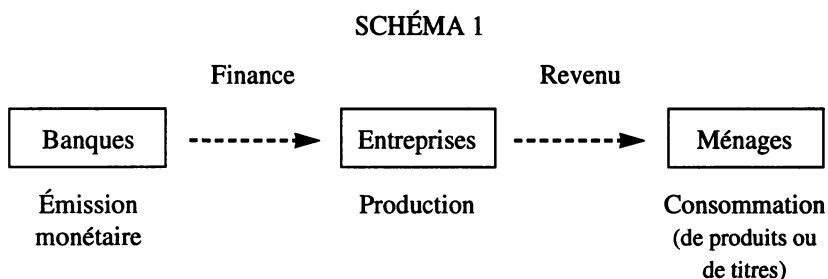 SCHÉMA 1
Finance
Revenu
Banques
Entreprises
Ménages
Émission
monétaire
Production
Consommation
(de produits ou
de titres)